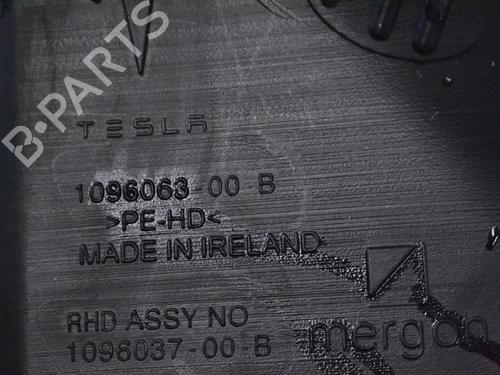 B-PARTS
TESLA
1096063-00 B
>PE-HD<
MADE IN IRELAND
RHD ASSY NO
1096037-00-B
mergon